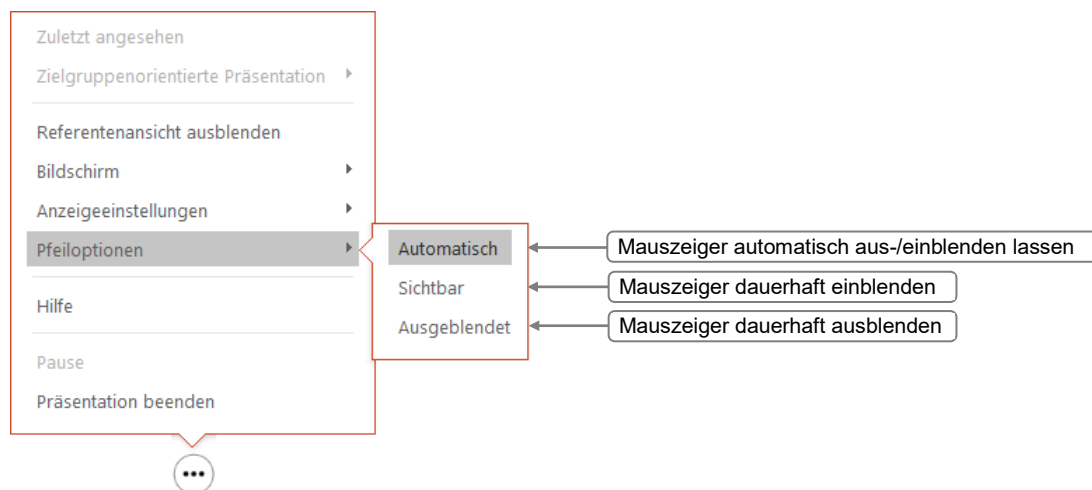 Zuletzt angesehen
Zielgruppenorientierte Präsentation
Referentenansicht ausblenden
Bildschirm
Anzeigeeinstellungen
Pfeiloptionen
Automatisch
Mauszeiger automatisch aus-/einblenden lassen
Sichtbar
Mauszeiger dauerhaft einblenden
Ausgeblendet
Mauszeiger dauerhaft ausblenden
Hilfe
Pause
Präsentation beenden